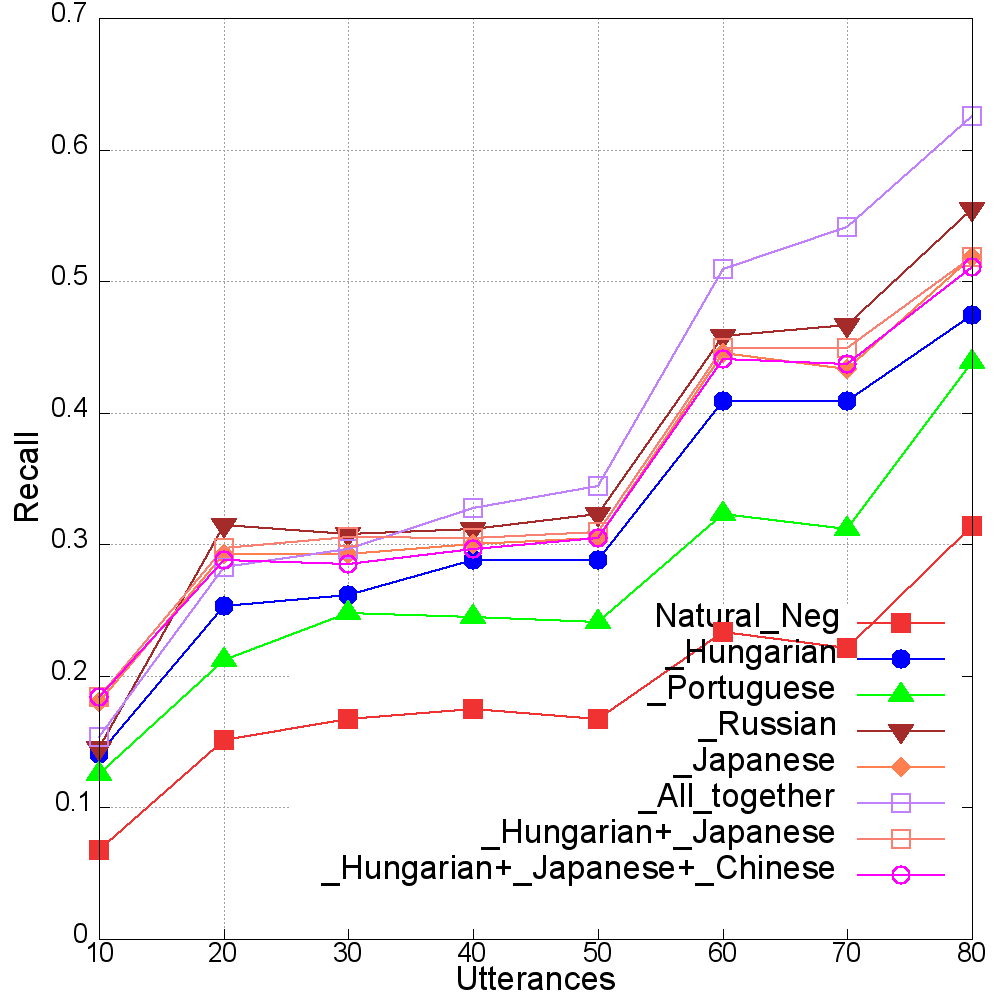 0.7
0.6
0.5
0.4
0.3
0.2
0.1
0
Recall
Natural_Neg
_Hungarian
_Portuguese
_Russian
_Japanese
_All_together
_Hungarian+_Japanese
_Hungarian+_Japanese+_Chinese
10 20 30 40 50 60 70 80
Utterances